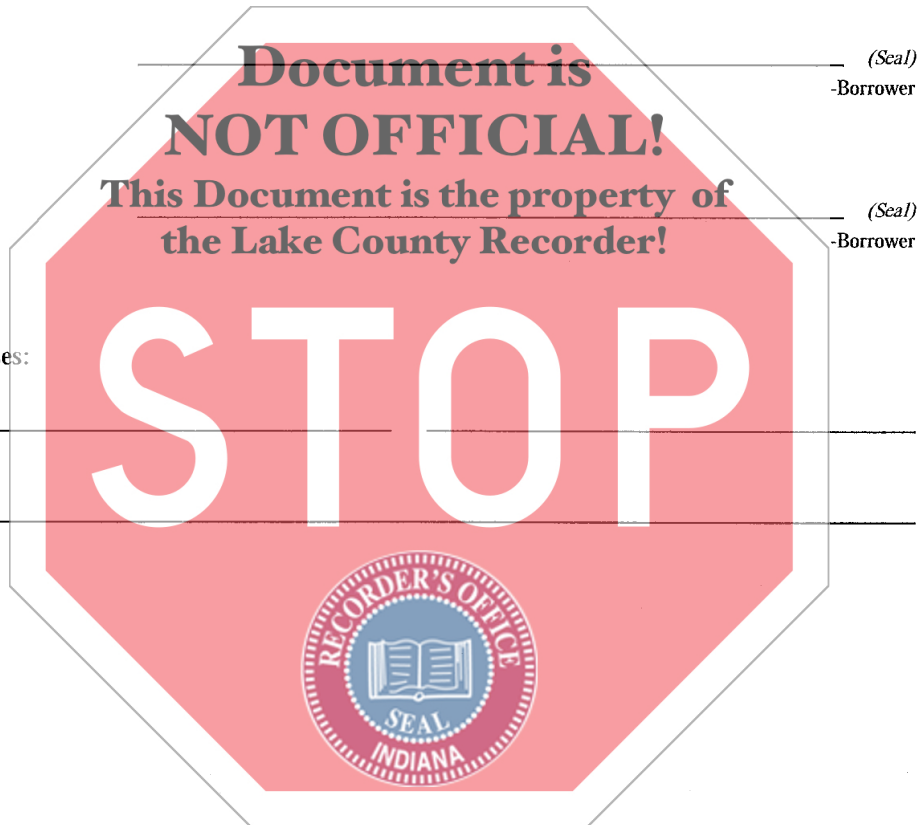 Document is
(Seal)
-Borrower
NOT OFFICIAL!
This Document is the property of
(Seal)
-Borrower
the Lake County Recorder!
STOP
es:
RECORDER'S OFFICE
SEAL
INDIANA